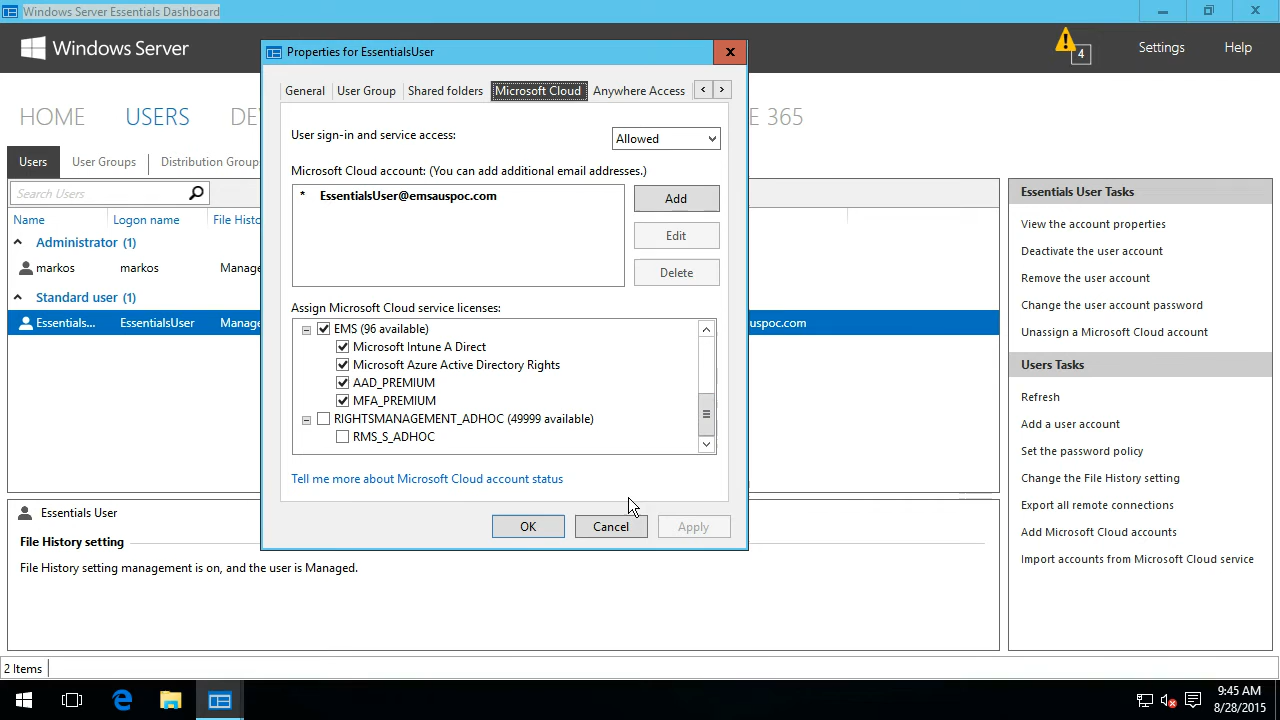 Windows Server Essentials Dashboard
Windows Server
4
Settings
Help
HOME
USERS
DE
E 365
Users
User Groups
Distribution Group
Search Users
Name
Logon name
File Histo
Administrator (1)
markos
markos
Manage
Standard user (1)
Essentials...
EssentialsUser
Manage
uspoc.com
Properties for EssentialsUser
General
User Group
Shared folders
Microsoft Cloud
Anywhere Access
User sign-in and service access:
Allowed
Microsoft Cloud account: (You can add additional email addresses.)
* EssentialsUser@emsauspoc.com
Add
Edit
Delete
Assign Microsoft Cloud service licenses:
EMS (96 available)
Microsoft Intune A Direct
Microsoft Azure Active Directory Rights
AAD_PREMIUM
MFA_PREMIUM
RIGHTSMANAGEMENT_ADHOC (49999 available)
RMS_S_ADHOC
Tell me more about Microsoft Cloud account status
OK
Cancel
Apply
Essentials User Tasks
View the account properties
Deactivate the user account
Remove the user account
Change the user account password
Unassign a Microsoft Cloud account
Users Tasks
Refresh
Add a user account
Set the password policy
Change the File History setting
Export all remote connections
Add Microsoft Cloud accounts
Import accounts from Microsoft Cloud service
Essentials User
File History setting
File History setting management is on, and the user is Managed.
2 Items
9:45 AM
8/28/2015